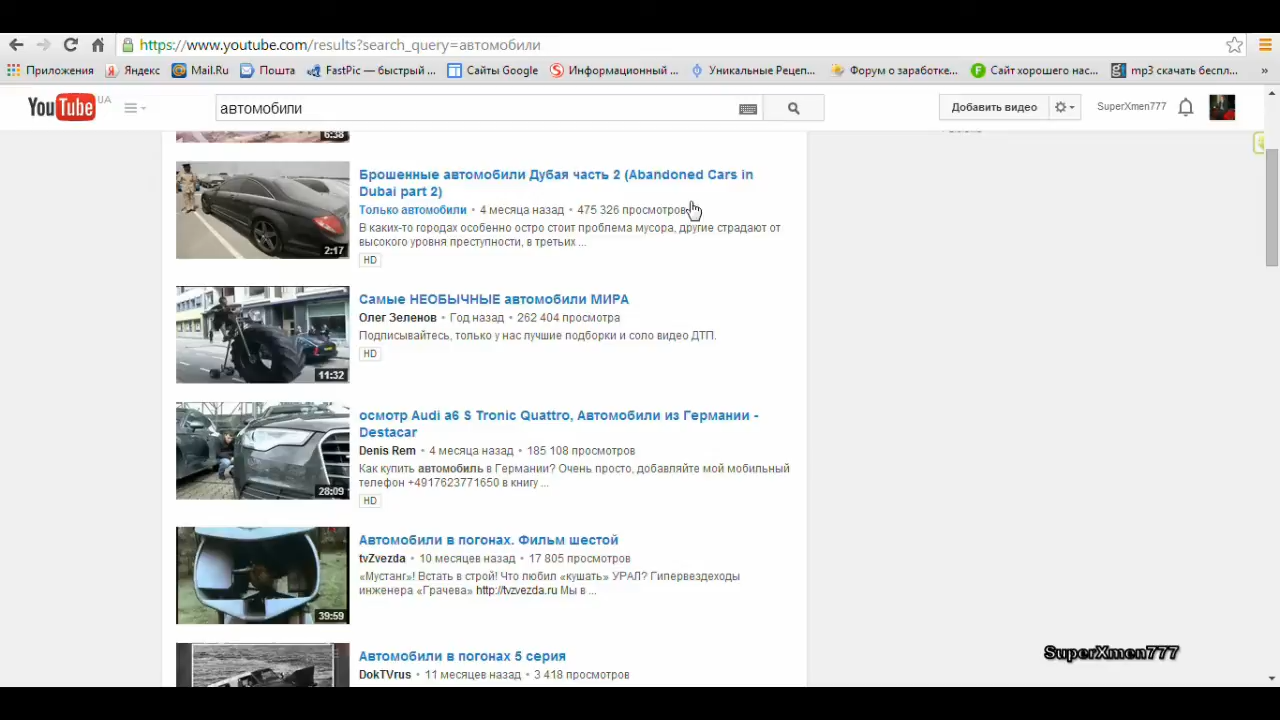 https://www.youtube.com/results?search_query=автомобили
Приложения Яндекс Mail.Ru Почта FastPic — быстрый ... Сайты Google Информационный ... Уникальные Рецеп... Форум о заработке... Сайт хорошего нас... mp3 скачать беспл... »
YouTube UA автомобили Добавить видео SuperXmen777
6:38
Брошенные автомобили Дубая часть 2 (Abandoned Cars in
Dubai part 2)
Только автомобили • 4 месяца назад • 475 326 просмотров
В каких-то городах особенно остро стоит проблема мусора, другие страдают от
высокого уровня преступности, в третьих ...
2:17
HD
Самые НЕОБЫЧНЫЕ автомобили МИРА
Олег Зеленов • Год назад • 262 404 просмотра
Подписывайтесь, только у нас лучшие подборки и соло видео ДТП.
HD
11:32
осмотр Audi a6 S Tronic Quattro, Автомобили из Германии -
Destacar
Denis Rem • 4 месяца назад • 185 108 просмотров
Как купить автомобиль в Германии? Очень просто, добавляйте мой мобильный
телефон +4917623771650 в книгу ...
28:09
HD
Автомобили в погонах. Фильм шестой
tvZvezda • 10 месяцев назад • 17 805 просмотров
«Мустанг»! Встать в строй! Что любил «кушать» УРАЛ? Гипервездеходы
инженера «Грачева» http://tvzvezda.ru Мы в ...
39:59
Автомобили в погонах 5 серия
DokTVrus • 11 месяцев назад • 3 418 просмотров
SuperXmen777